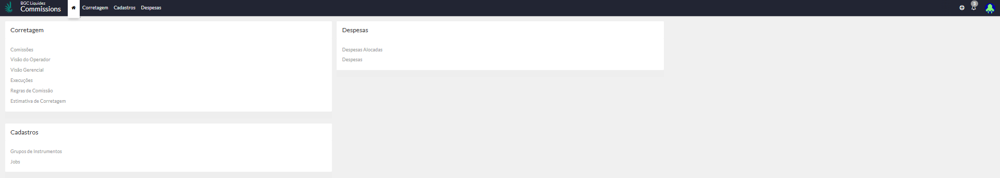 BGC Liquidez
Commissions
Corretagem
Cadastros
Despesas
3
Corretagem
Comissões
Visão do Operador
Visão Gerencial
Execuções
Regras de Comissão
Estimativa de Corretagem
Despesas
Despesas Alocadas
Despesas
Cadastros
Grupos de Instrumentos
Jobs